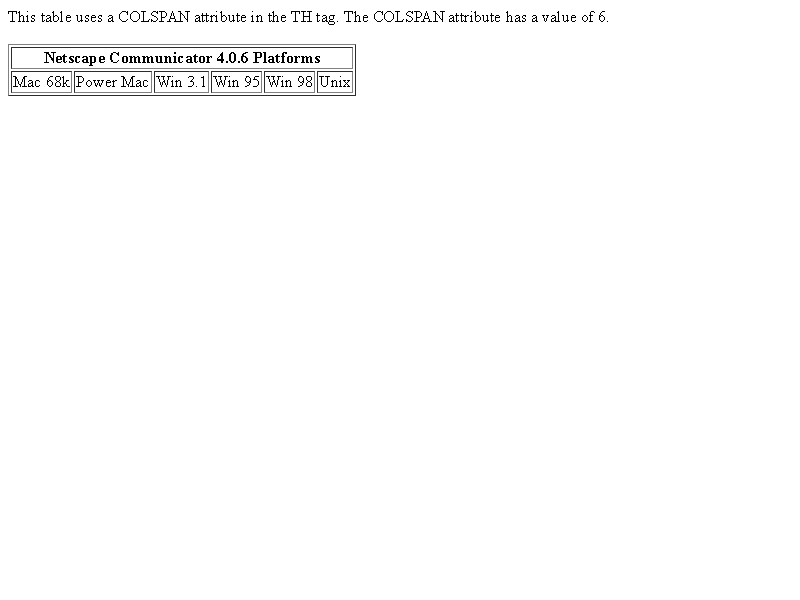 This table uses a COLSPAN attribute in the TH tag. The COLSPAN attribute has a value of 6.
Netscape Communicator 4.0.6 Platforms
Mac 68k Power Mac Win 3.1 Win 95 Win 98 Unix